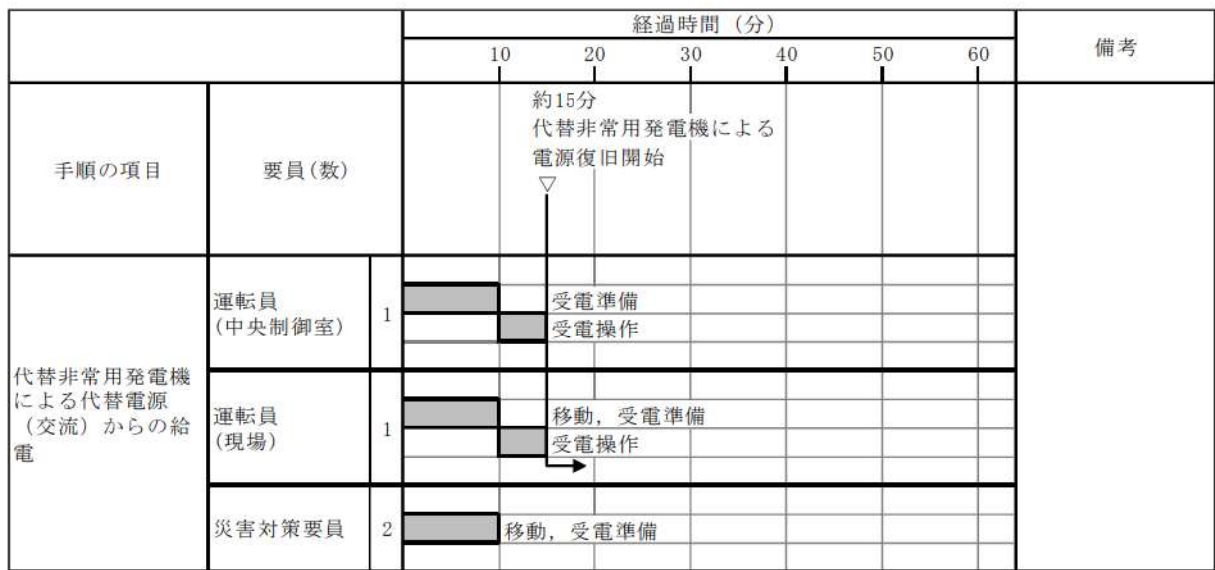 経過時間（分）
備考
10 20 30 40 50 60
手順の項目
要員(数)
約15分
代替非常用発電機による
電源復旧開始
▽
代替非常用発電機
による代替電源
（交流）からの給
電
運転員
(中央制御室)
1
受電準備
受電操作
運転員
(現場)
1
移動，受電準備
受電操作
災害対策要員
2
移動，受電準備